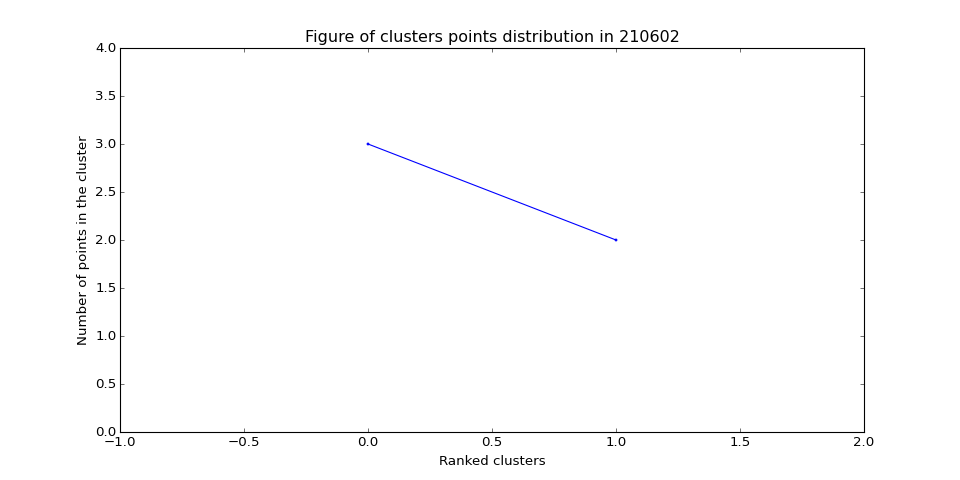 Figure of clusters points distribution in 210602
Number of points in the cluster
4.0
3.5
3.0
2.5
2.0
1.5
1.0
0.5
0.0
−1.0 −0.5 0.0 0.5 1.0 1.5 2.0
Ranked clusters